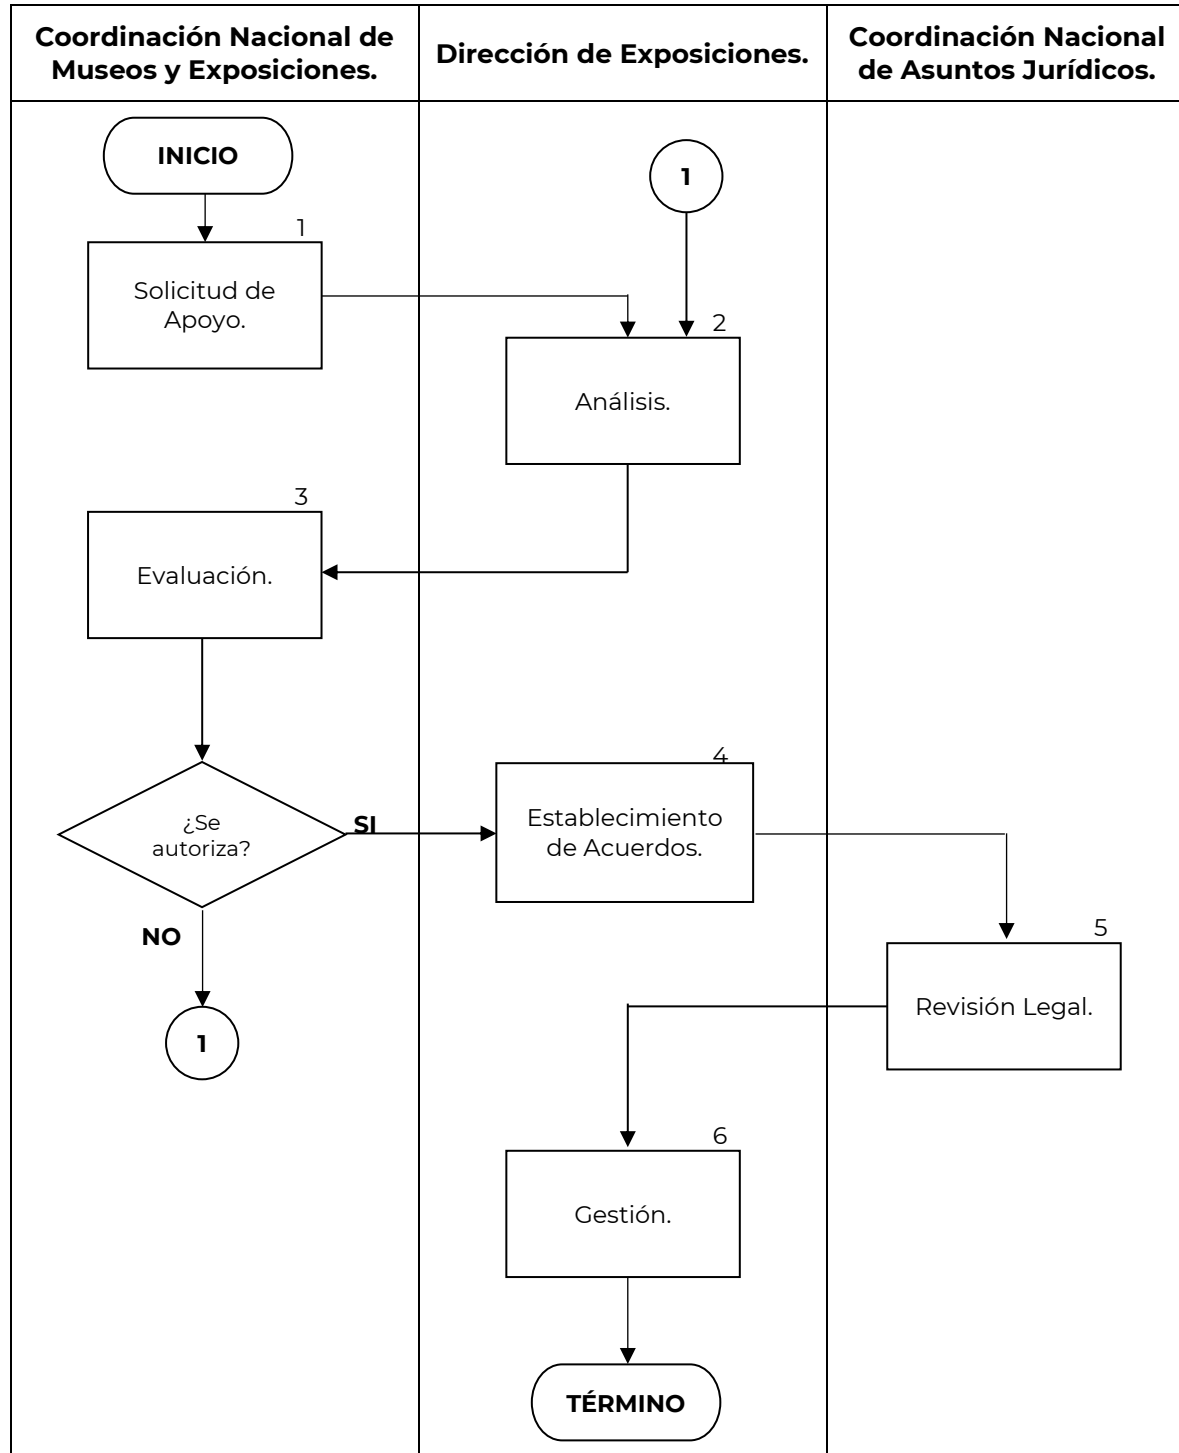 Coordinación Nacional de
Museos y Exposiciones.
Dirección de Exposiciones.
Coordinación Nacional
de Asuntos Jurídicos.
INICIO
1
1
Solicitud de
Apoyo.
2
Análisis.
3
Evaluación.
¿Se
autoriza?
SI
4
Establecimiento
de Acuerdos.
NO
1
5
Revisión Legal.
6
Gestión.
TÉRMINO